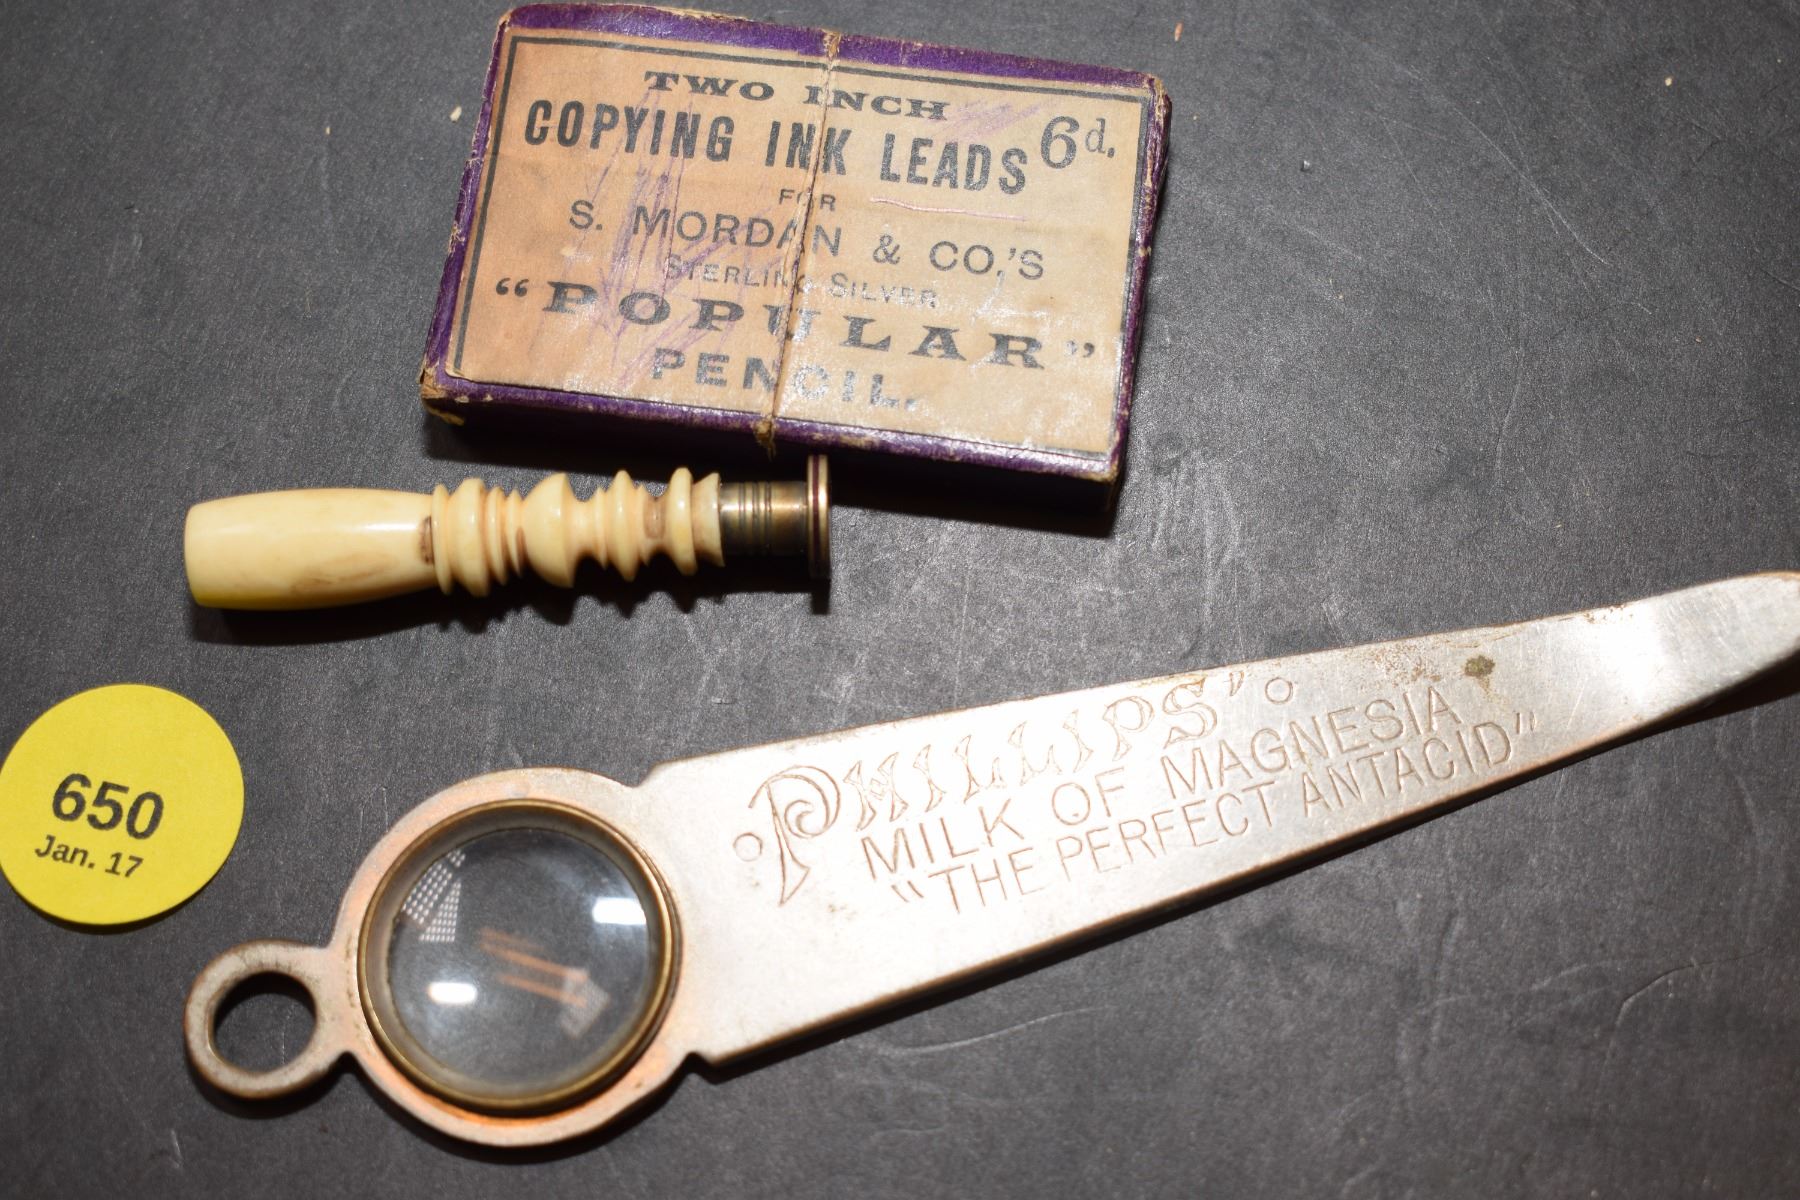 TWO INCH
COPYING INK LEADS 6d.
FOR
S. MORDAN & CO.'S
STERLING SILVER
"POPULAR"
PENCIL.
650
Jan. 17
PHILLIPS'
MILK OF MAGNESIA
"THE PERFECT ANTACID"